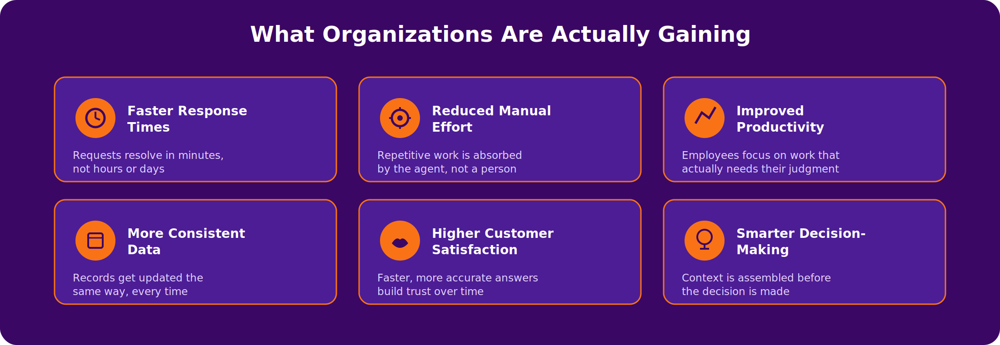 What Organizations Are Actually Gaining
Faster Response
Times
Requests resolve in minutes,
not hours or days
Reduced Manual
Effort
Repetitive work is absorbed
by the agent, not a person
Improved
Productivity
Employees focus on work that
actually needs their judgment
More Consistent
Data
Records get updated the
same way, every time
Higher Customer
Satisfaction
Faster, more accurate answers
build trust over time
Smarter Decision-
Making
Context is assembled before
the decision is made